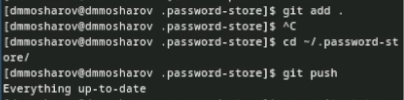 [dmmosharov@dmmosharov .password-store]$ git add .
[dmmosharov@dmmosharov .password-store]$ ^C
[dmmosharov@dmmosharov .password-store]$ cd ~/.password-st
ore/
[dmmosharov@dmmosharov .password-store]$ git push
Everything up-to-date